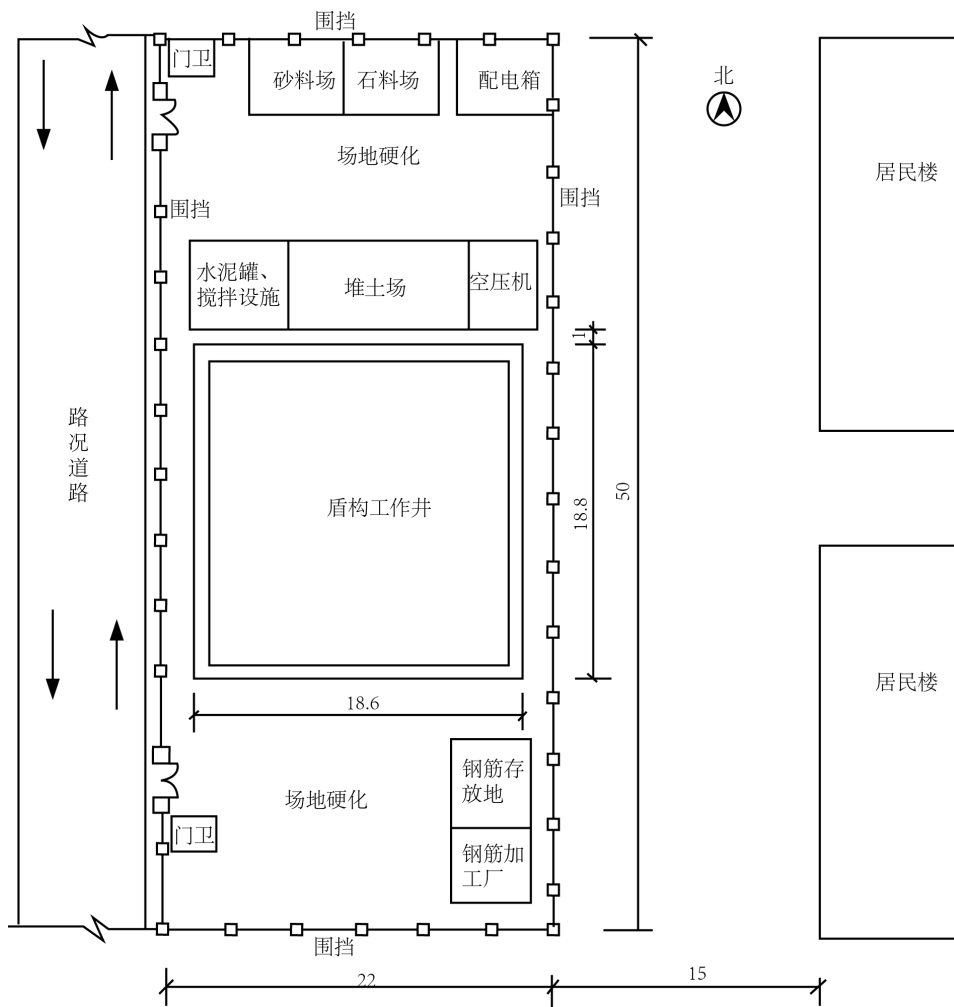 围挡
门卫
砂料场
石料场
配电箱
北
场地硬化
居民楼
围挡
围挡
水泥罐、
搅拌设施
堆土场
空压机
1
路况道路
盾构工作井
18.8
50
18.6
居民楼
钢筋存
放地
场地硬化
门卫
钢筋加
工厂
围挡
22
15